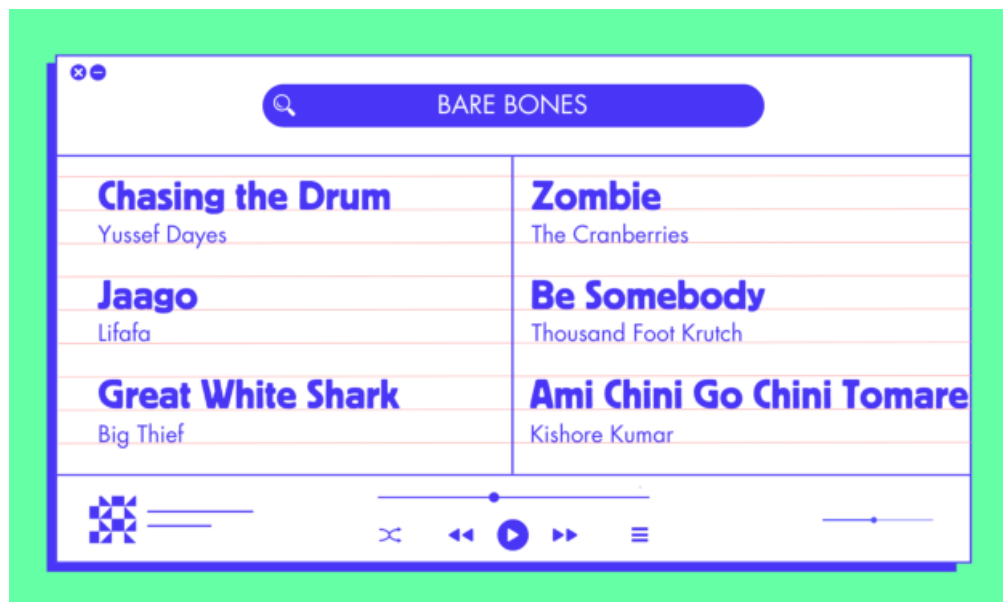 BARE BONES
Chasing the Drum
Yussef Dayes
Jaago
Lifafa
Great White Shark
Big Thief
Zombie
The Cranberries
Be Somebody
Thousand Foot Krutch
Ami Chini Go Chini Tomare
Kishore Kumar